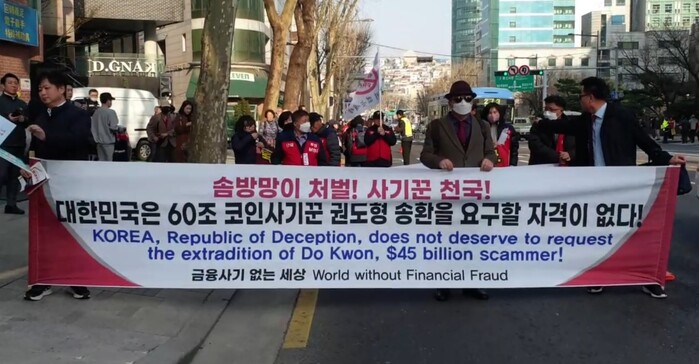 D.GNAK
EVEN
솜방망이 처벌! 사기꾼 천국!
대한민국은 60조 코인사기꾼 권도형 송환을 요구할 자격이 없다!
KOREA, Republic of Deception, does not deserve to request
the extradition of Do Kwon, $45 billion scammer!
금융사기 없는 세상 World without Financial Fraud